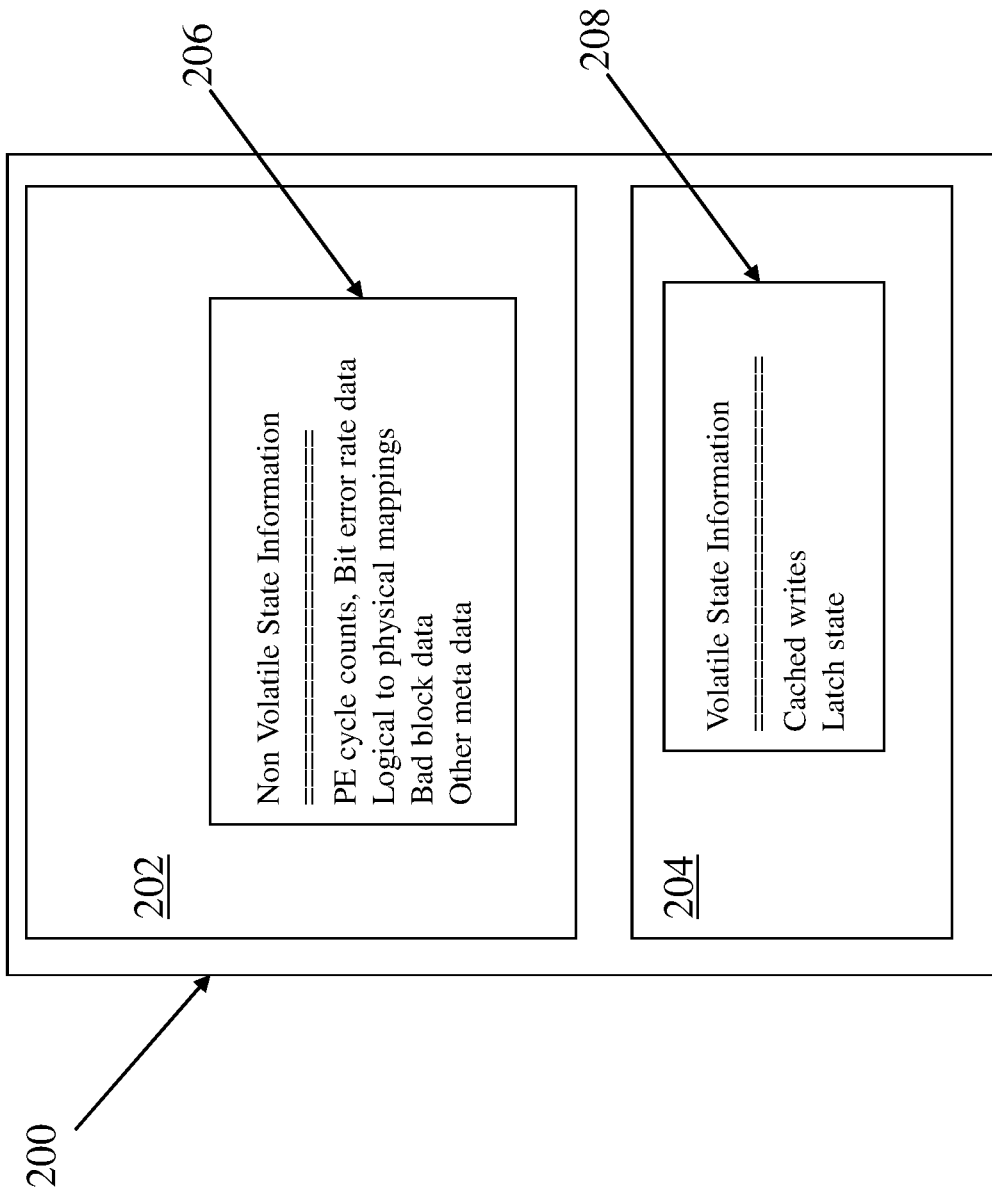 200
202
Non Volatile State Information
====================
PE cycle counts, Bit error rate data
Logical to physical mappings
Bad block data
Other meta data
206
204
Volatile State Information
====================
Cached writes
Latch state
208